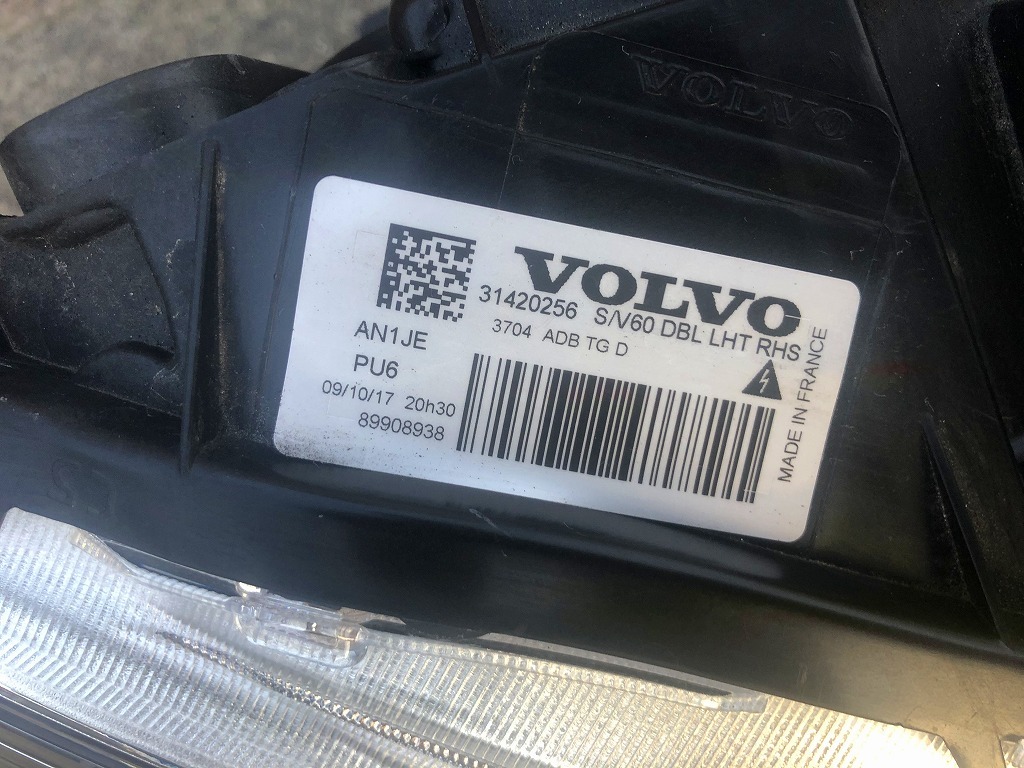 VOLVO
VOLVO
31420256 S/V60 DBL LHT RHS
3704 ADB TG D
AN1JE
PU6
09/10/17 20h30
89908938
MADE IN FRANCE